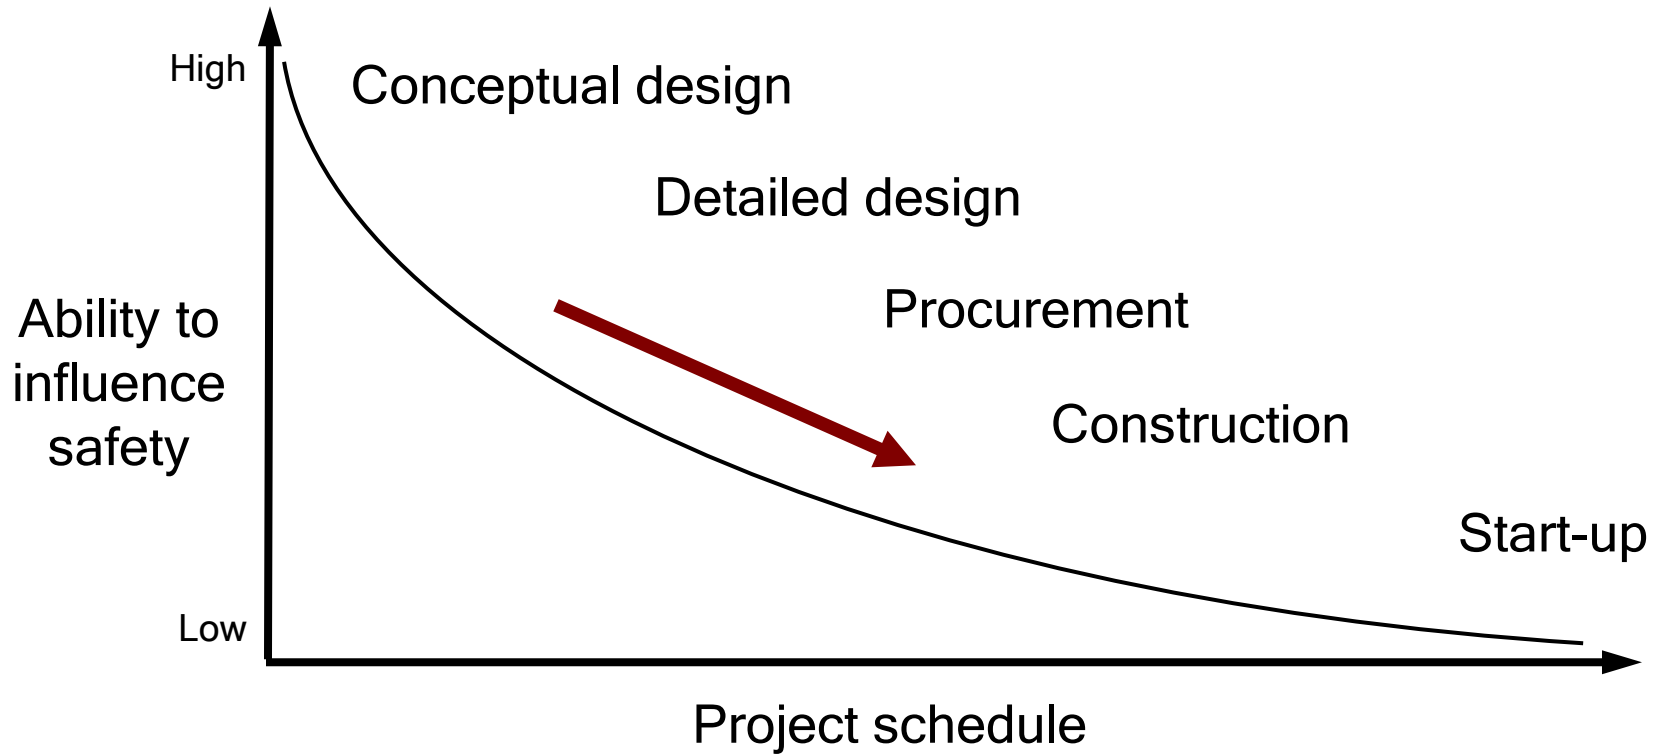 High
Conceptual design
Detailed design
Procurement
Ability to
influence
safety
Construction
Start-up
Low
Project schedule